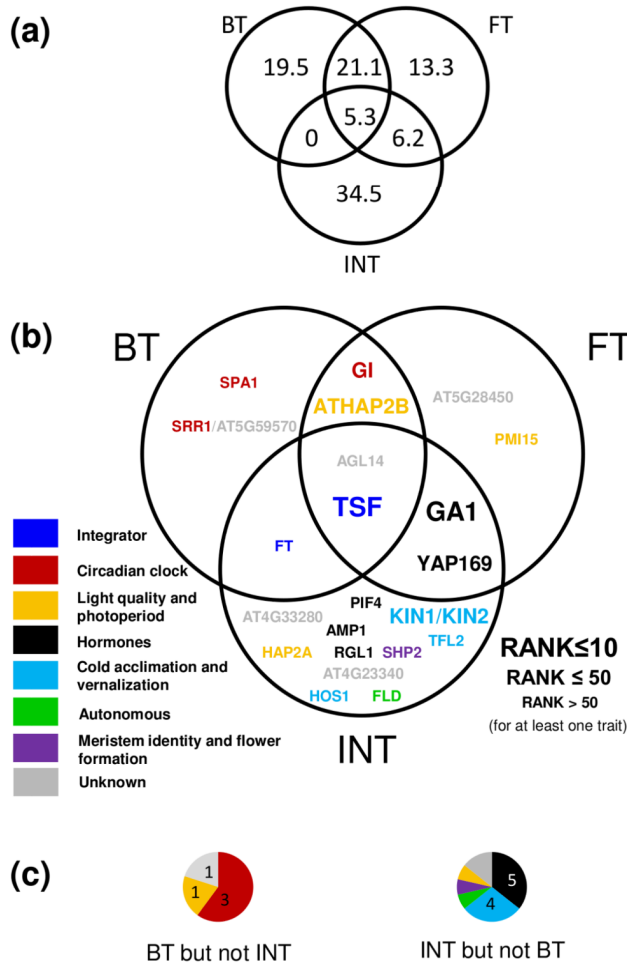 (a)
BT
FT
19.5
21.1
13.3
5.3
0
6.2
34.5
INT
(b)
BT
FT
GI
SPA1
ATHAP2B
AT5G28450
SRR1/AT5G59570
PMI15
AGL14
TSF
GA1
FT
YAP169
PIF4
AT4G33280
KIN1/KIN2
AMP1
TFL2
HAP2A
RGL1
SHP2
AT4G23340
HOS1
FLD
INT
Integrator
Circadian clock
Light quality and
photoperiod
Hormones
Cold acclimation and
vernalization
Autonomous
Meristem identity and flower
formation
Unknown
RANK≤10
RANK ≤ 50
RANK > 50
(for at least one trait)
(c)
1
1
3
BT but not INT
5
4
INT but not BT